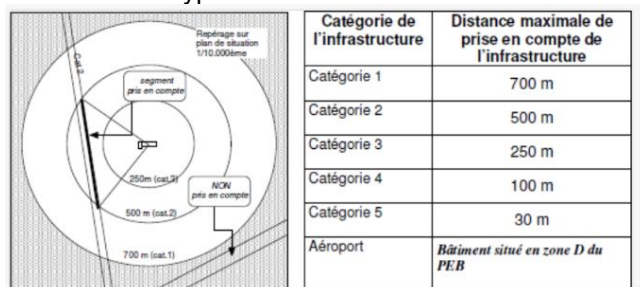 Repérage sur
plan de situation
1/10.000ème
Cat.2
segment
pris en compte
250m (cat.3)
NON
pris en compte
500 m (cat.2)
700 m (cat.1)
Catégorie de l'infrastructure
Distance maximale de prise en compte de l'infrastructure
Catégorie 1
700 m
Catégorie 2
500 m
Catégorie 3
250 m
Catégorie 4
100 m
Catégorie 5
30 m
Aéroport
Bâtiment situé en zone D du
PEB